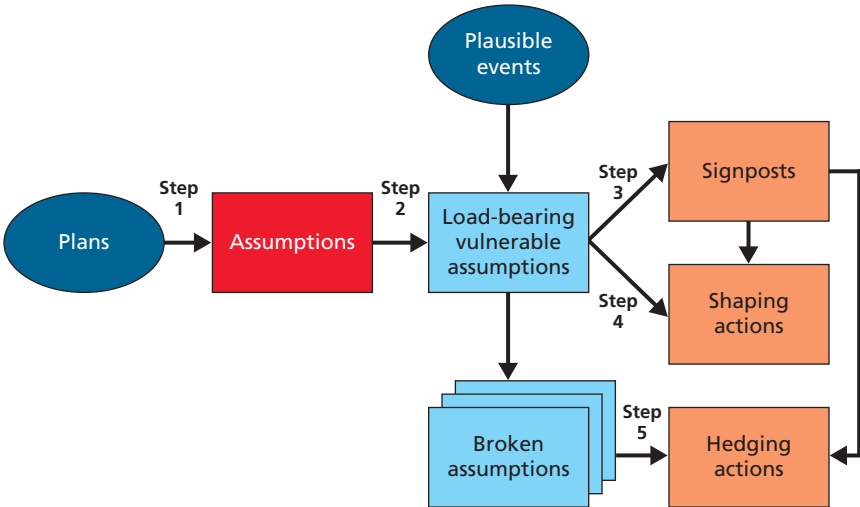 Plausible
events
Step
1
Step
2
Step
3
Signposts
Plans
Assumptions
Load-bearing
vulnerable
assumptions
Step
4
Shaping
actions
Broken
assumptions
Step
5
Hedging
actions